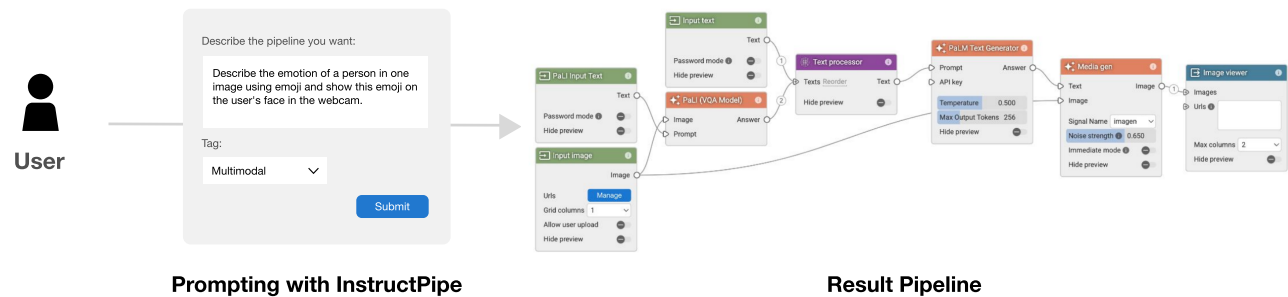 User
Describe the pipeline you want:
Describe the emotion of a person in one
image using emoji and show this emoji on
the user's face in the webcam.
Tag:
Multimodal
Submit
Prompting with InstructPipe
PaLI Input Text
Text
Password mode
Hide preview
Input image
Image
Urls Manage
Grid columns 1
Allow user upload
Hide preview
Input text
Text
Password mode
Hide preview
PaLI (VQA Model)
Image Answer
Prompt
1
2
Text processor
Texts Reorder Text
Hide preview
PaLM Text Generator
Prompt Answer
API key
Temperature 0.500
Max Output Tokens 256
Hide preview
Media gen
Text Image
Image
Signal Name imagen
Noise strength 0.650
Immediate mode
Hide preview
1
Image viewer
Images
Urls
Max columns 2
Hide preview
Result Pipeline